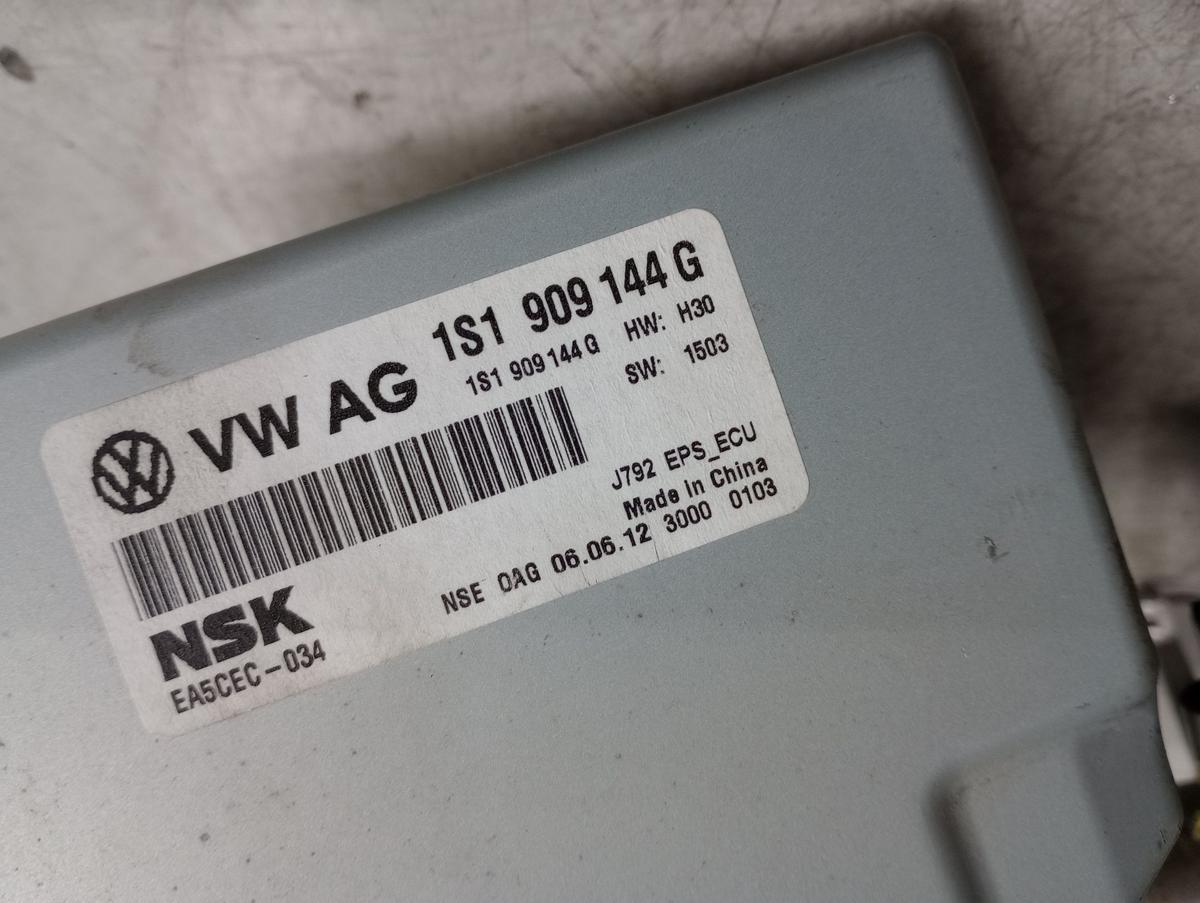 VW AG 1S1 909 144 G
1S1 909 144 G HW: H30
SW: 1503
J792 EPS_ECU
Made in China
NSE OAG 06.06.12 3000 0103
NSK
EA5CEC-034